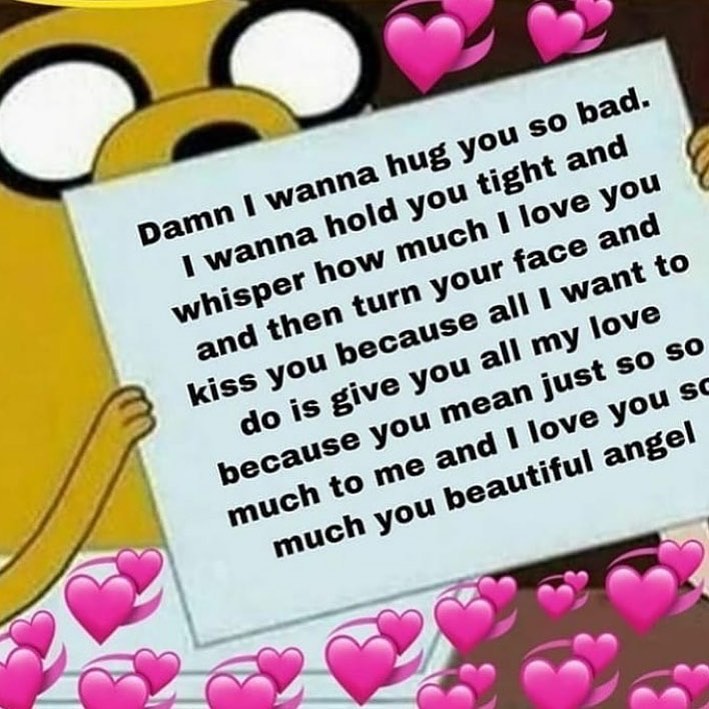 Damn I wanna hug you so bad.
I wanna hold you tight and
whisper how much I love you
and then turn your face and
kiss you because all I want to
do is give you all my love
because you mean just so so
much to me and I love you so
much you beautiful angel